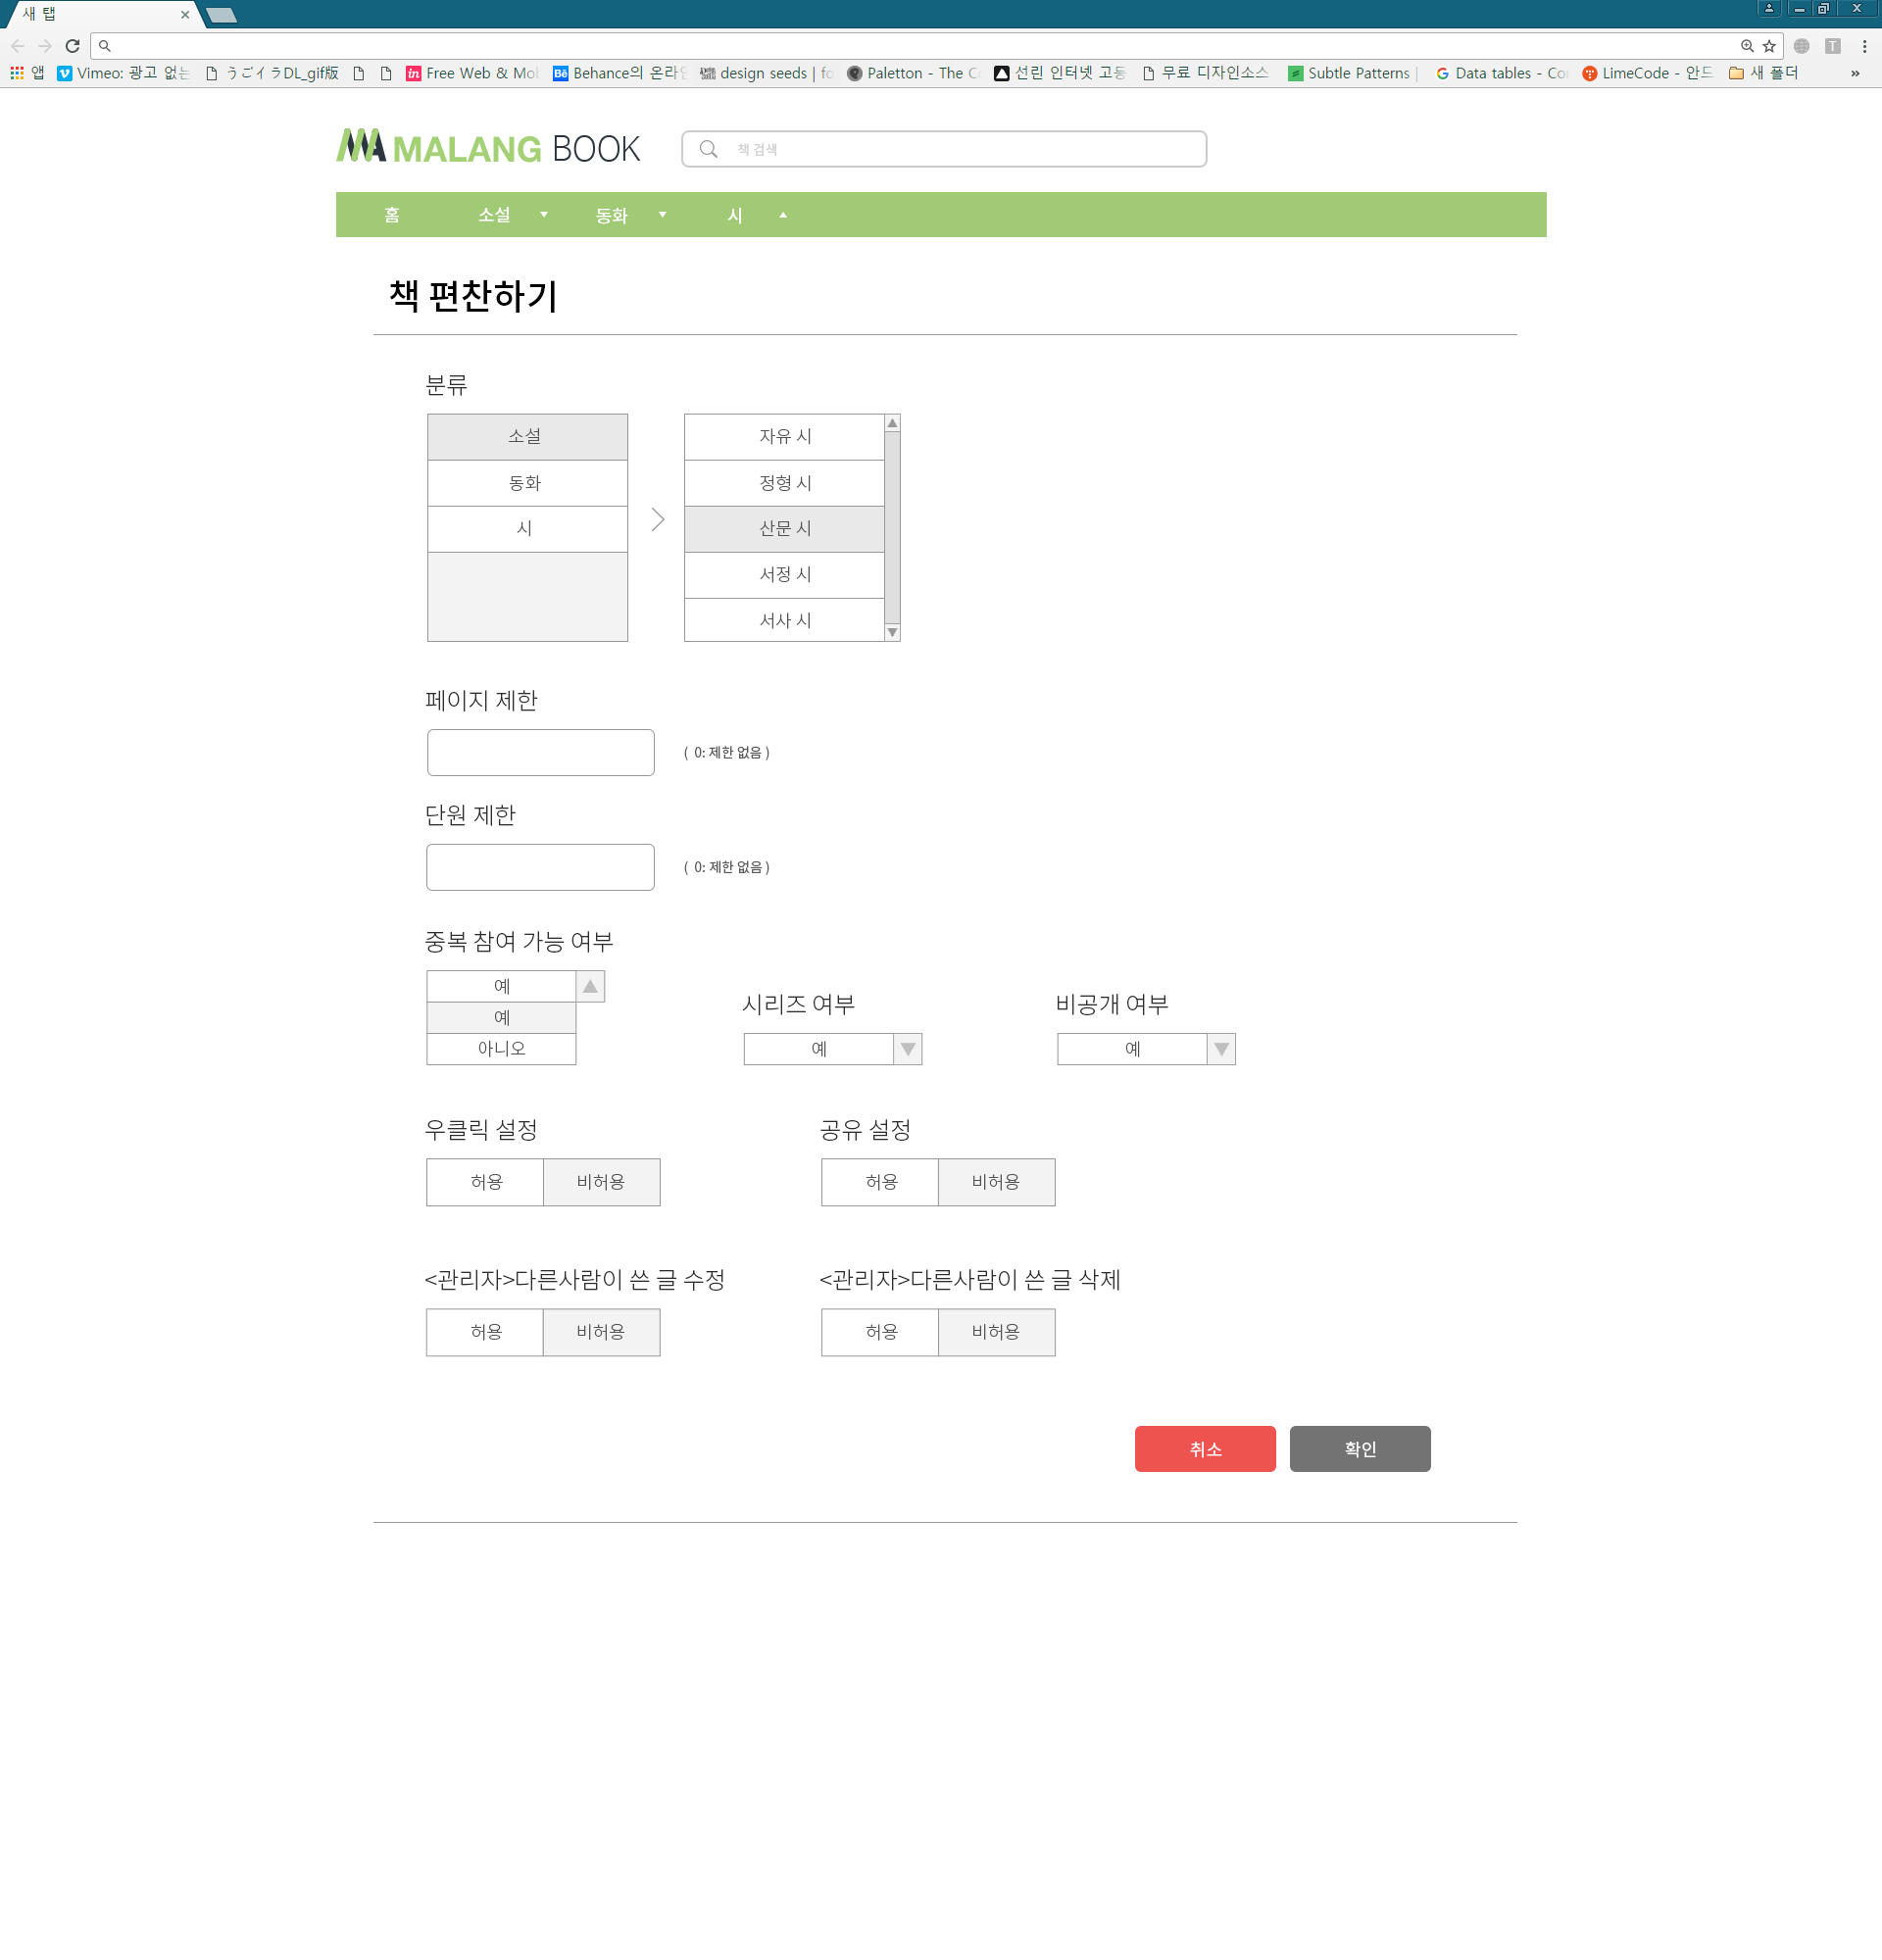 새 탭
앱 Vimeo: 광고 없는 うごイラDL_gif版 Free Web & Mo Behance의 온라인 design seeds | fo Paletton - The C 선린 인터넷 고등 무료 디자인소스 Subtle Patterns | Data tables - Co LimeCode - 안드 새 폴더 »
MALANG BOOK
책 검색
홈 소설 동화 시
책 편찬하기
분류
소설
동화
시
자유 시
정형 시
산문 시
서정 시
서사 시
페이지 제한
( 0: 제한 없음 )
단원 제한
( 0: 제한 없음 )
중복 참여 가능 여부
예
예
아니오
시리즈 여부
예
비공개 여부
예
우클릭 설정
허용 비허용
공유 설정
허용 비허용
<관리자>다른사람이 쓴 글 수정
허용 비허용
<관리자>다른사람이 쓴 글 삭제
허용 비허용
취소 확인